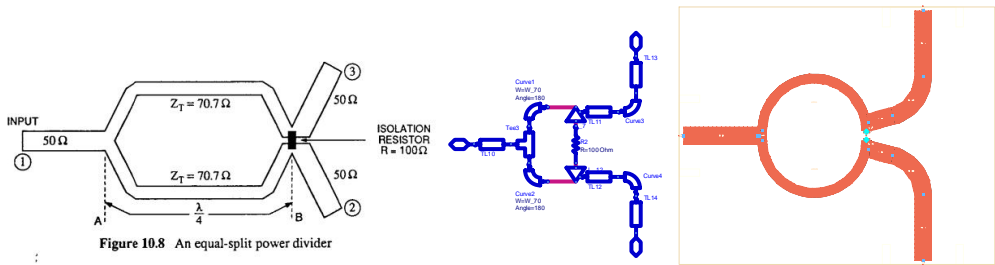 INPUT
50 Ω
①
Z_T = 70.7 Ω
Z_T = 70.7 Ω
③
50 Ω
50 Ω
②
ISOLATION
RESISTOR
R = 100 Ω
A
λ/4
B
Figure 10.8 An equal-split power divider
Curve1
W=W_70
Angle=180
Tee3
TL10
Curve2
W=W_70
Angle=180
TL11
R2
R=100 Ohm
TL12
Curve3
TL13
Curve4
TL14